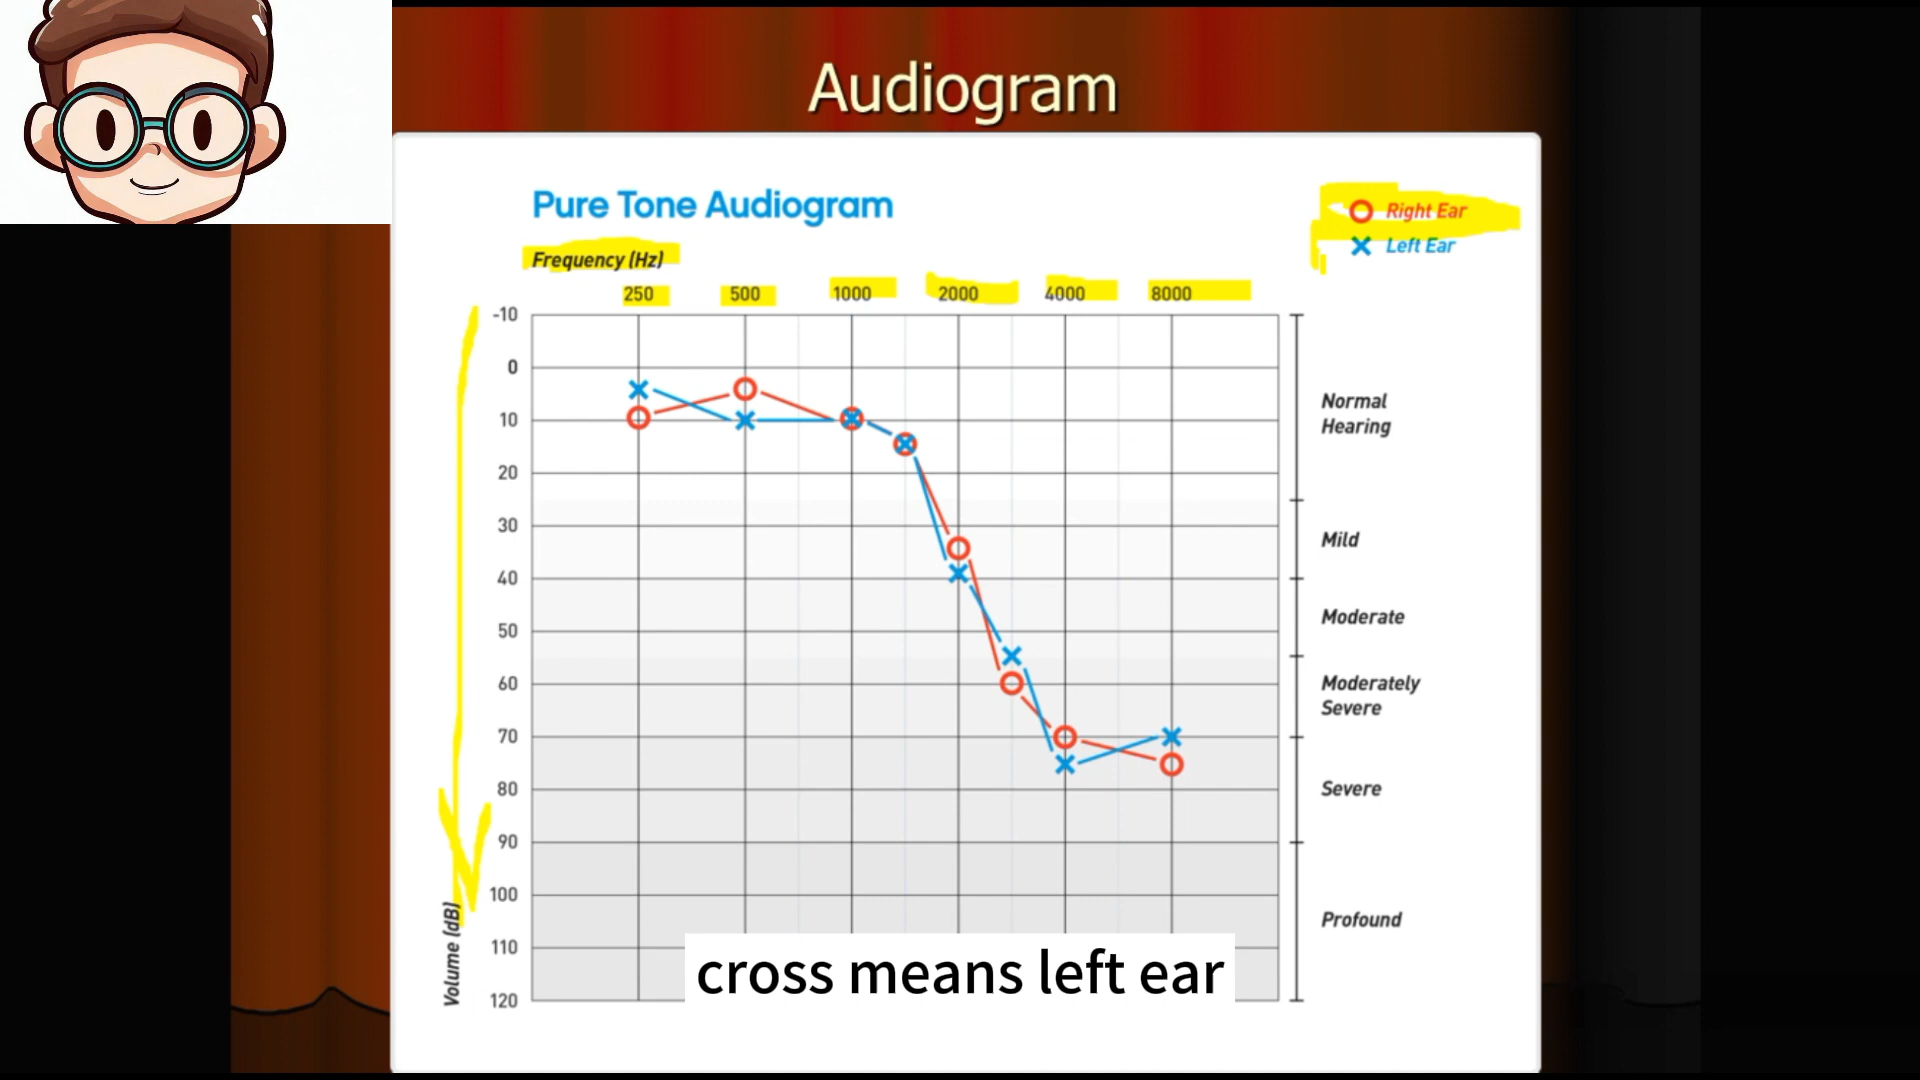 Audiogram
Pure Tone Audiogram
Right Ear
Left Ear
Frequency (Hz)
250 500 1000 2000 4000 8000
-10
0
10
20
30
40
50
60
70
80
90
100
110
120
Volume (dB)
Normal
Hearing
Mild
Moderate
Moderately
Severe
Severe
Profound
cross means left ear